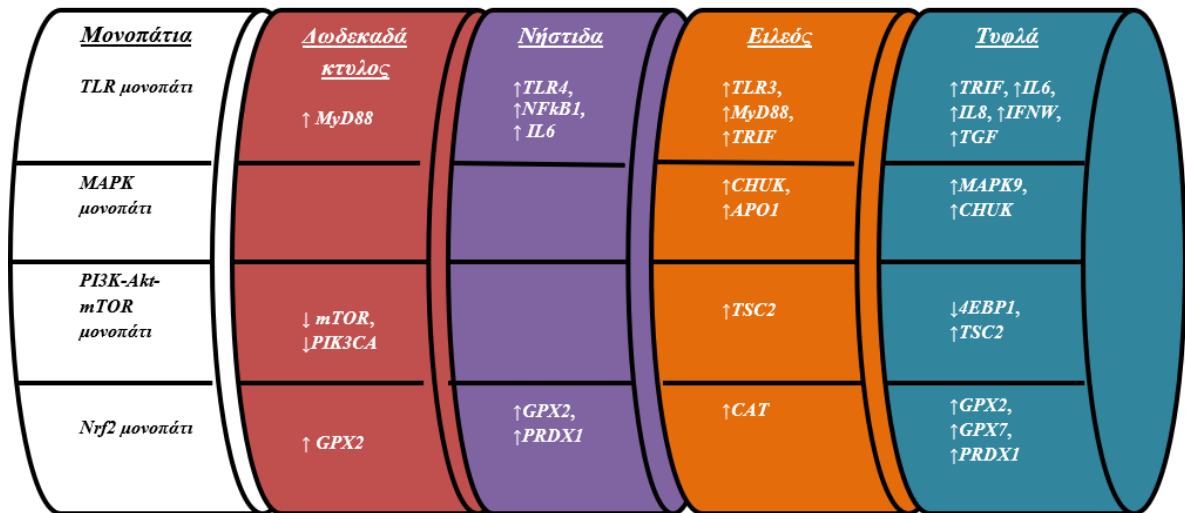 Μονοπάτια
TLR μονοπάτι
MAPK
μονοπάτι
PI3K-Akt-
mTOR
μονοπάτι
Nrf2 μονοπάτι
Δωδεκαδά
κτυλος
↑ MyD88
↓ mTOR,
↓PIK3CA
↑ GPX2
Νήστιδα
↑TLR4,
↑NFkB1,
↑ IL6
↑GPX2,
↑PRDX1
Ειλεός
↑TLR3,
↑MyD88,
↑TRIF
↑CHUK,
↑APO1
↑TSC2
↑CAT
Τυφλά
↑TRIF, ↑IL6,
↑IL8, ↑IFNW,
↑TGF
↑MAPK9,
↑CHUK
↓4EBP1,
↑TSC2
↑GPX2,
↑GPX7,
↑PRDX1